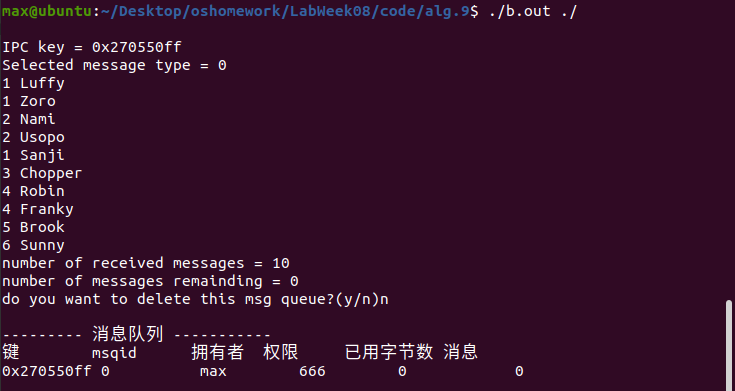 max@ubuntu:~/Desktop/oshomework/LabWeek08/code/alg.9$ ./b.out ./
IPC key = 0x270550ff
Selected message type = 0
1 Luffy
1 Zoro
2 Nami
2 Usopo
1 Sanji
3 Chopper
4 Robin
4 Franky
5 Brook
6 Sunny
number of received messages = 10
number of messages remainding = 0
do you want to delete this msg queue?(y/n)n
--------- 消息队列 -----------
键 msqid 拥有者 权限 已用字节数 消息
0x270550ff 0 max 666 0 0